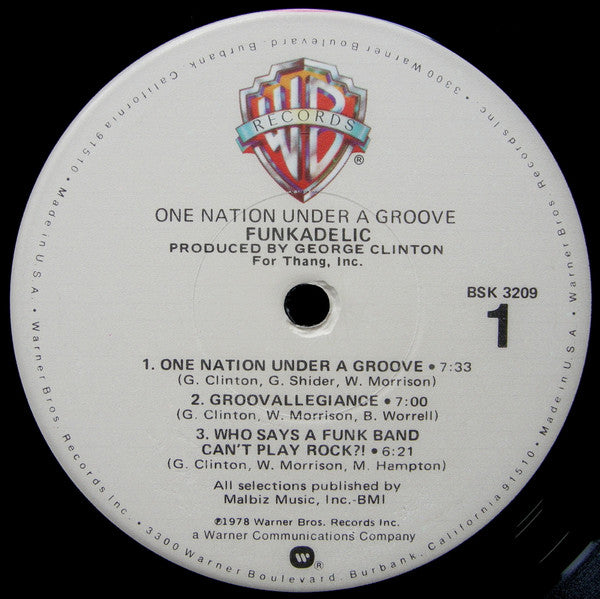 WB
RECORDS
®
ONE NATION UNDER A GROOVE
FUNKADELIC
PRODUCED BY GEORGE CLINTON
For Thang, Inc.
BSK 3209
1
1. ONE NATION UNDER A GROOVE • 7:33
(G. Clinton, G. Shider, W. Morrison)
2. GROOVALLEGIANCE • 7:00
(G. Clinton, W. Morrison, B. Worrell)
3. WHO SAYS A FUNK BAND
CAN'T PLAY ROCK?! • 6:21
(G. Clinton, W. Morrison, M. Hampton)
All selections published by
Malbiz Music, Inc.-BMI
℗1978 Warner Bros. Records Inc.
a Warner Communications Company
W ®
Made in U.S.A. • Warner Bros. Records Inc. • 3300 Warner Boulevard, Burbank, California 91510 • Made in U.S.A. • Warner Bros. Records Inc. • 3300 Warner Boulevard, Burbank, California 91510 •